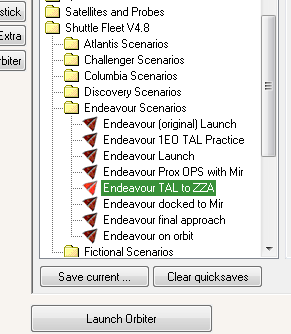 Satellites and Probes
stick
Shuttle Fleet V4.8
Extra
Atlantis Scenarios
rbiter
Challenger Scenarios
Columbia Scenarios
Discovery Scenarios
Endeavour Scenarios
Endeavour (original) Launch
Endeavour 1EO TAL Practice
Endeavour Launch
Endeavour Prox OPS with Mir
Endeavour TAL to ZZA
Endeavour docked to Mir
Endeavour final approach
Endeavour on orbit
Fictional Scenarios
Save current ...
Clear quicksaves
Launch Orbiter